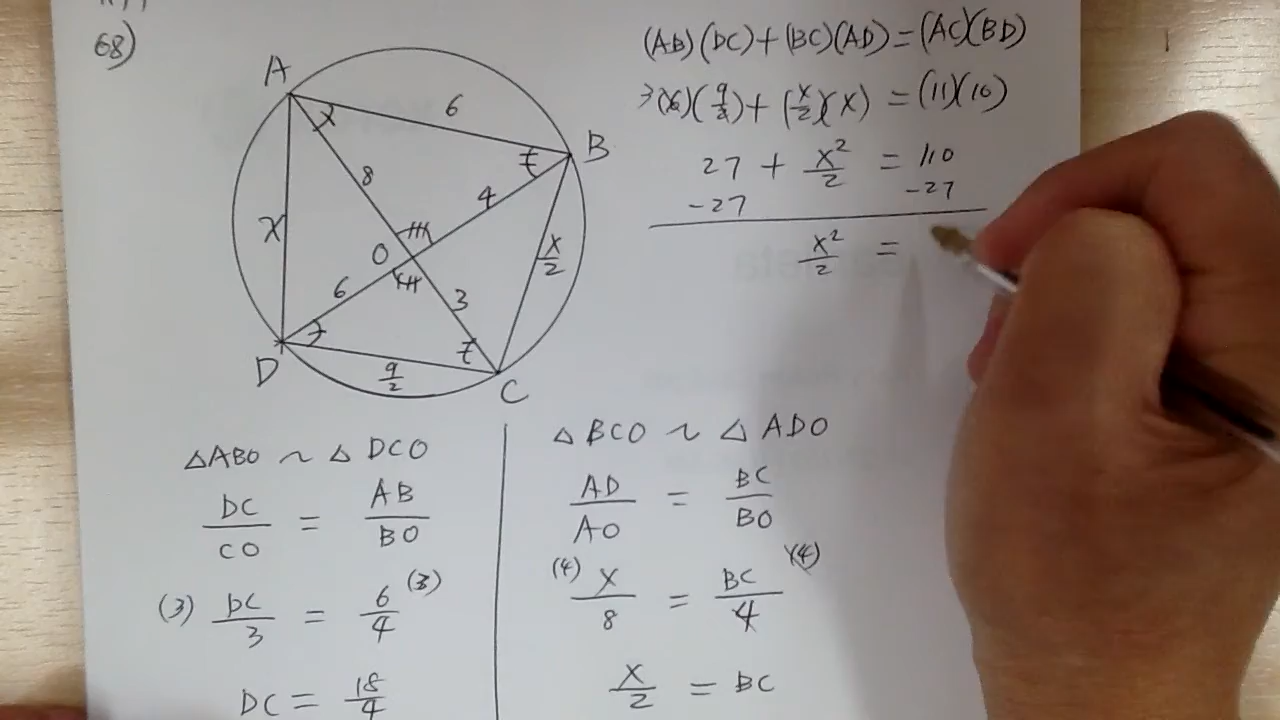 68)
A
B
C
D
O
6
8
4
x
x
x/2
6
3
9/2
(AB)(DC)+(BC)(AD)=(AC)(BD)
3(6)(9/2)+(x/2)(x) = (11)(10)
27 + x²/2 = 110
-27 -27
x²/2 =
△ABO ~ △DCO
DC/CO = AB/BO
(3) DC/3 = 6/4 (3)
DC = 18/4
△BCO ~ △ADO
AD/AO = BC/BO
(4) x/8 = BC/4 x(4)
x/2 = BC